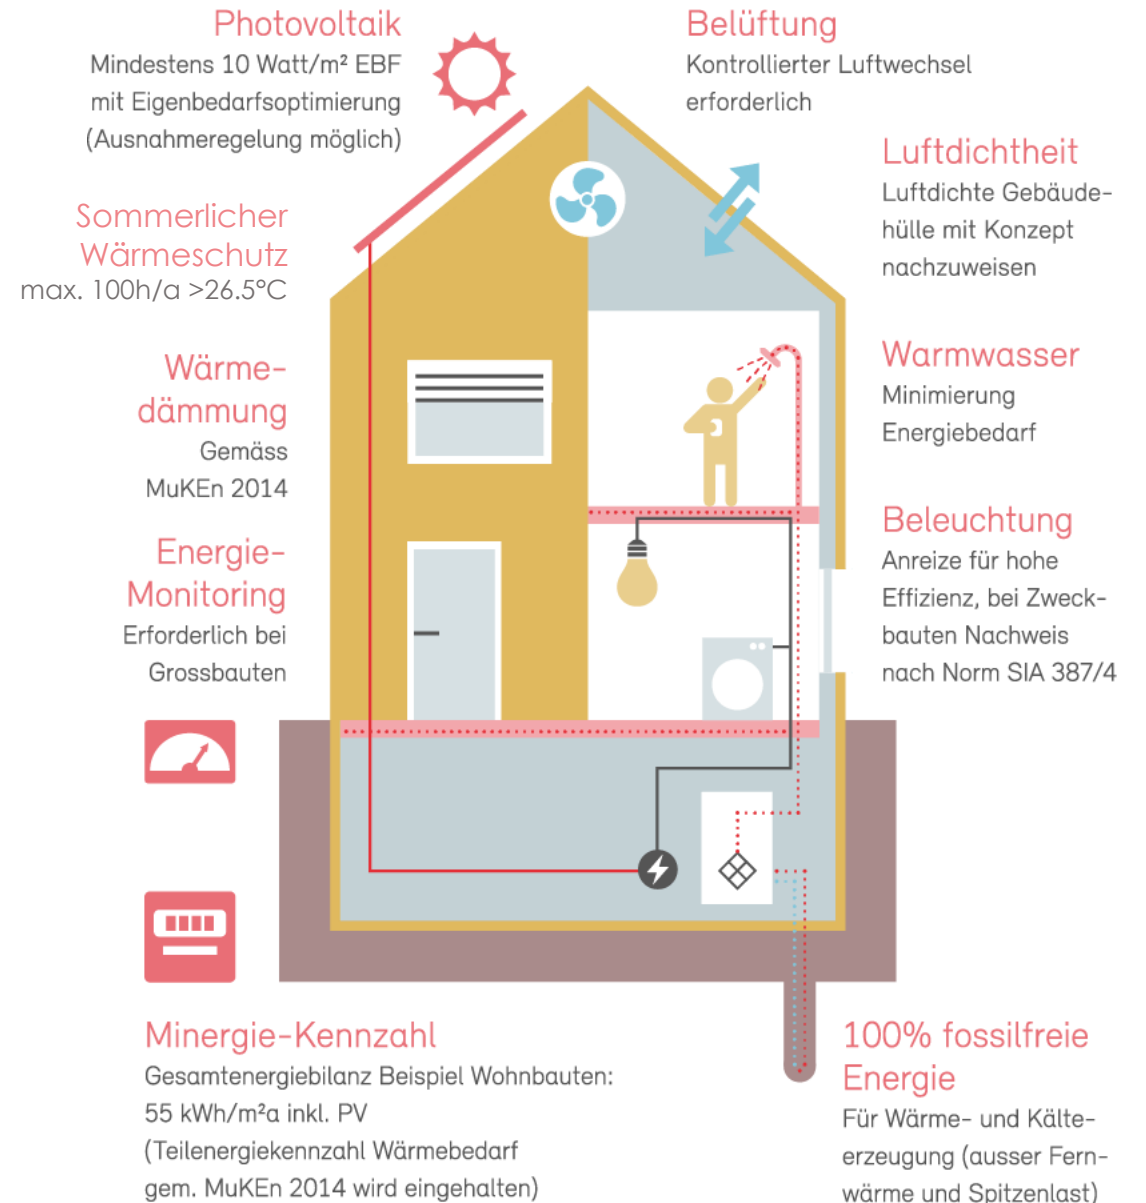 Photovoltaik
Mindestens 10 Watt/m² EBF
mit Eigenbedarfsoptimierung
(Ausnahmeregelung möglich)
Belüftung
Kontrollierter Luftwechsel
erforderlich
Luftdichtheit
Luftdichte Gebäude-
hülle mit Konzept
nachzuweisen
Sommerlicher
Wärmeschutz
max. 100h/a >26.5°C
Wärme-
dämmung
Gemäss
MuKEn 2014
Warmwasser
Minimierung
Energiebedarf
Energie-
Monitoring
Erforderlich bei
Grossbauten
Beleuchtung
Anreize für hohe
Effizienz, bei Zweck-
bauten Nachweis
nach Norm SIA 387/4
Minergie-Kennzahl
Gesamtenergiebilanz Beispiel Wohnbauten:
55 kWh/m²a inkl. PV
(Teilenergiekennzahl Wärmebedarf
gem. MuKEn 2014 wird eingehalten)
100% fossilfreie
Energie
Für Wärme- und Kälte-
erzeugung (ausser Fern-
wärme und Spitzenlast)